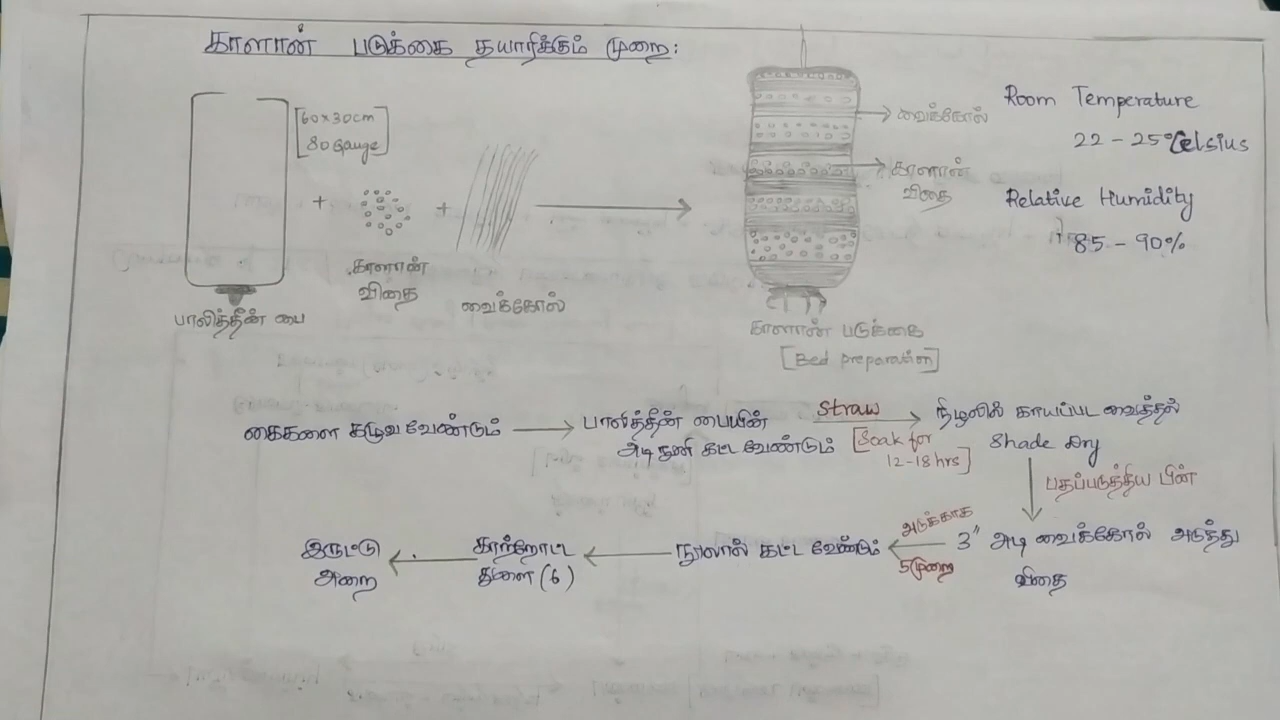 காளான் படுக்கை தயாரிக்கும் முறை:
[60x30cm
80 Gauge]
+
+
காளான்
விதை
வைக்கோல்
பாலித்தீன் பை
வைக்கோல்
காளான்
விதை
காளான் படுக்கை
[Bed preparation]
Room Temperature
22 - 25°Celsius
Relative Humidity
85 - 90%
கைகளை கழுவ வேண்டும்
பாலித்தீன் பையின்
அடி நுனி கட்ட வேண்டும்
Straw
[Soak for
12-18 hrs]
நிழலில் காயப்பட வைத்தல்
Shade Dry
பதப்படுத்திய பின்
3" அடி வைக்கோல் அடுத்து
விதை
அடுக்காக
5முறை
நூலால் கட்ட வேண்டும்
காற்றோட்ட
துளை (6)
இருட்டு
அறை